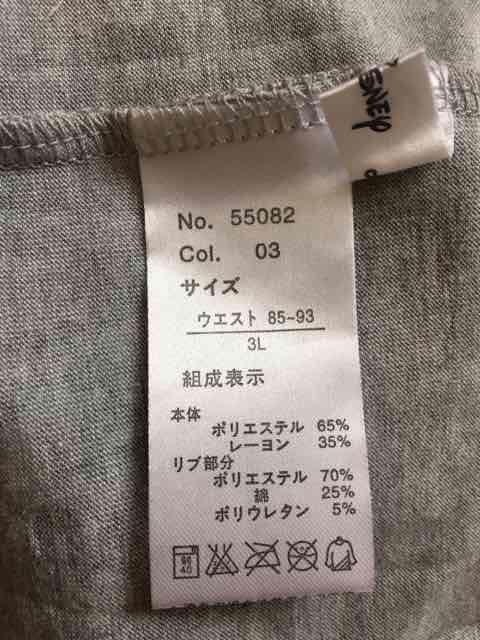 Disney
No. 55082
Col. 03
サイズ
ウエスト 85-93
3L
組成表示
本体
ポリエステル 65%
レーヨン 35%
リブ部分
ポリエステル 70%
綿 25%
ポリウレタン 5%
40